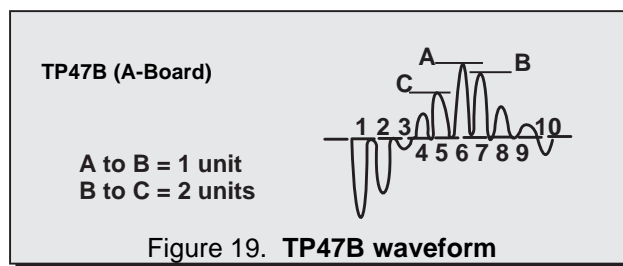 TP47B (A-Board)
A
B
C
1 2 3
10
4 5 6 7 8 9
A to B = 1 unit
B to C = 2 units
Figure 19. TP47B waveform